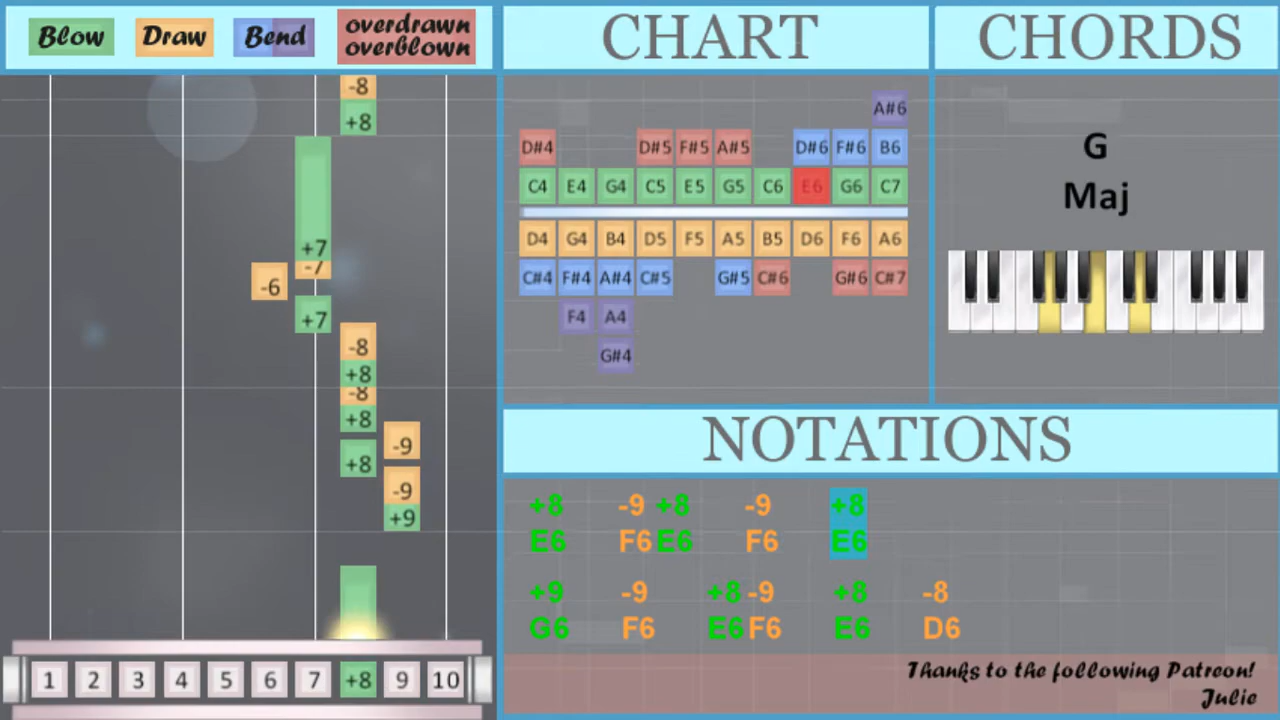 Blow Draw Bend overdrawn
overblown
CHART
CHORDS
-8
+8
+7
-7
-6
+7
-8
+8
-8
+8
-9
+8
-9
+9
1 2 3 4 5 6 7 +8 9 10
A#6
D#4 D#5 F#5 A#5 D#6 F#6 B6
C4 E4 G4 C5 E5 G5 C6 E6 G6 C7
D4 G4 B4 D5 F5 A5 B5 D6 F6 A6
C#4 F#4 A#4 C#5 G#5 C#6 G#6 C#7
F4 A4
G#4
G
Maj
NOTATIONS
+8 -9 +8 -9 +8
E6 F6 E6 F6 E6
+9 -9 +8 -9 +8 -8
G6 F6 E6 F6 E6 D6
Thanks to the following Patreon!
Julie